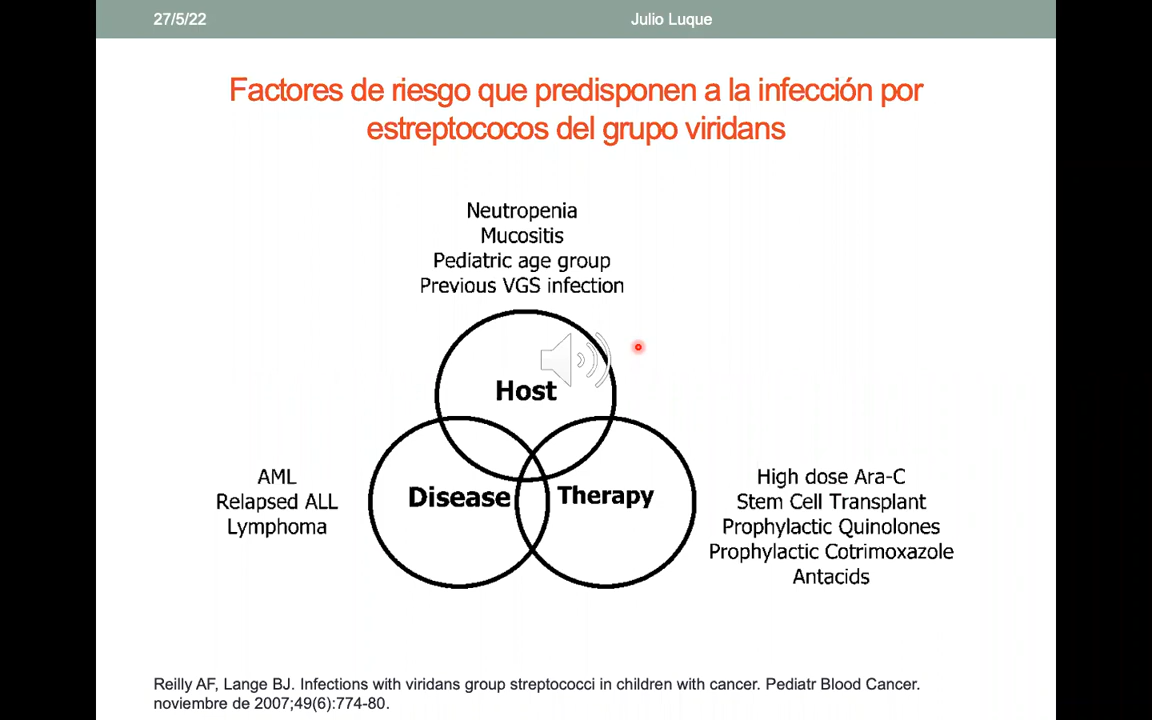 27/5/22
Julio Luque
Factores de riesgo que predisponen a la infección por
estreptococos del grupo viridans
Neutropenia
Mucositis
Pediatric age group
Previous VGS infection
Host
Disease
Therapy
AML
Relapsed ALL
Lymphoma
High dose Ara-C
Stem Cell Transplant
Prophylactic Quinolones
Prophylactic Cotrimoxazole
Antacids
Reilly AF, Lange BJ. Infections with viridans group streptococci in children with cancer. Pediatr Blood Cancer.
noviembre de 2007;49(6):774-80.